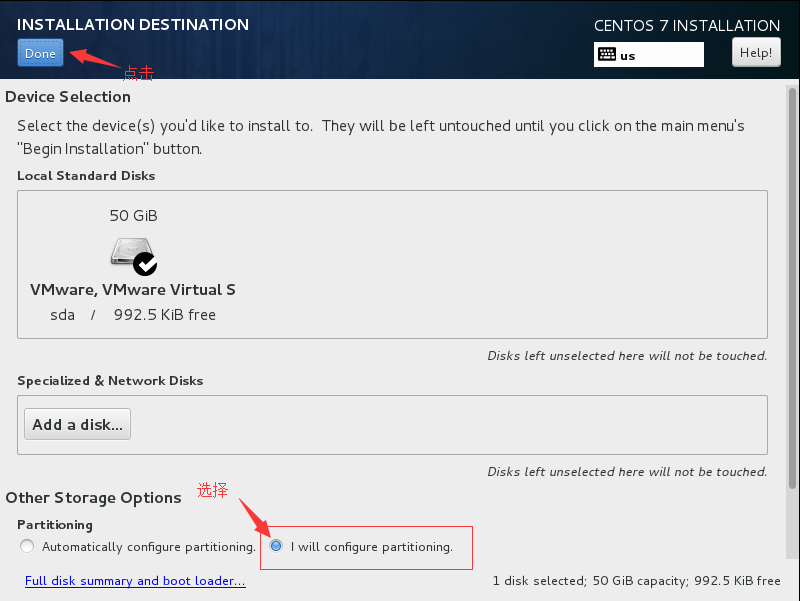 INSTALLATION DESTINATION
CENTOS 7 INSTALLATION
Done
us
Help!
点击
Device Selection
Select the device(s) you'd like to install to.  They will be left untouched until you click on the main menu's
"Begin Installation" button.
Local Standard Disks
50 GiB
VMware, VMware Virtual S
sda / 992.5 KiB free
Disks left unselected here will not be touched.
Specialized & Network Disks
Add a disk...
Disks left unselected here will not be touched.
Other Storage Options
选择
Partitioning
Automatically configure partitioning.
I will configure partitioning.
Full disk summary and boot loader...
1 disk selected; 50 GiB capacity; 992.5 KiB free